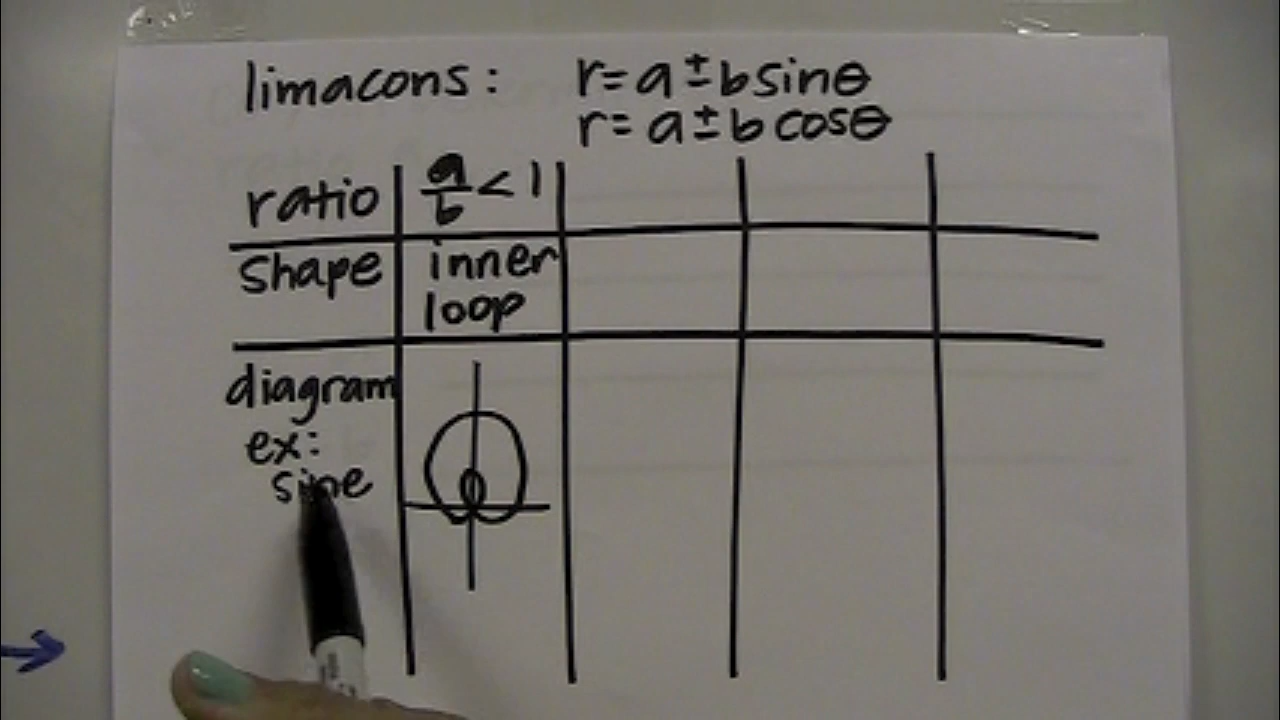 limacons: r=a±bsinθ
r=a±bcosθ
ratio a/b<1
shape inner
loop
diagram
ex:
sine